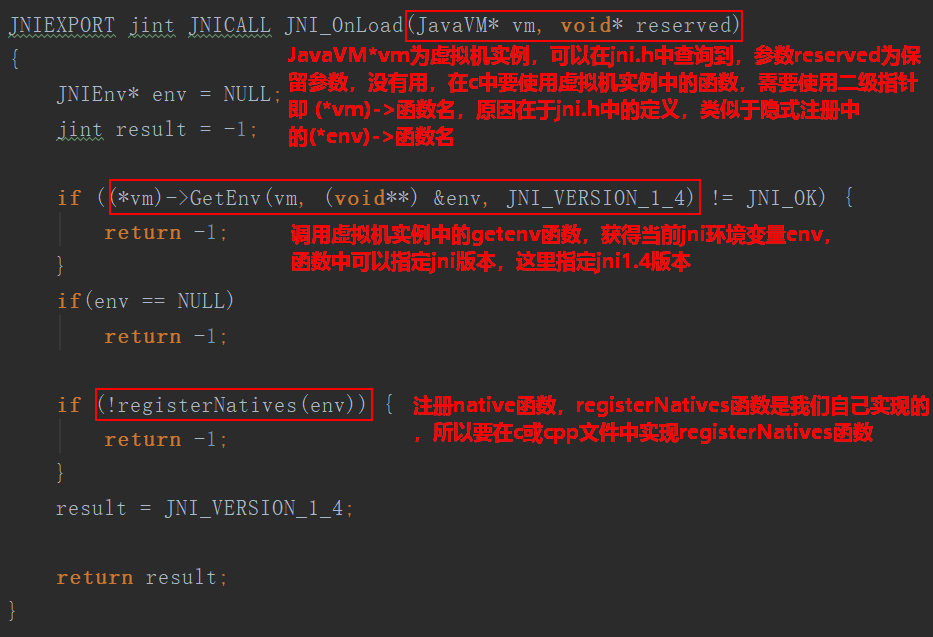 JNIEXPORT jint JNICALL JNI_OnLoad(JavaVM* vm, void* reserved)
{
JavaVM*vm为虚拟机实例，可以在jni.h中查询到，参数reserved为保
留参数，没有用，在c中要使用虚拟机实例中的函数，需要使用二级指针
即 (*vm)->函数名，原因在于jni.h中的定义，类似于隐式注册中
的(*env)->函数名
JNIEnv* env = NULL;
jint result = -1;
if ((*vm)->GetEnv(vm, (void**) &env, JNI_VERSION_1_4) != JNI_OK) {
return -1;
调用虚拟机实例中的getenv函数，获得当前jni环境变量env，
函数中可以指定jni版本，这里指定jni1.4版本
}
if(env == NULL)
return -1;
if (!registerNatives(env)) {
注册native函数，registerNatives函数是我们自己实现的
，所以要在c或cpp文件中实现registerNatives函数
return -1;
}
result = JNI_VERSION_1_4;
return result;
}